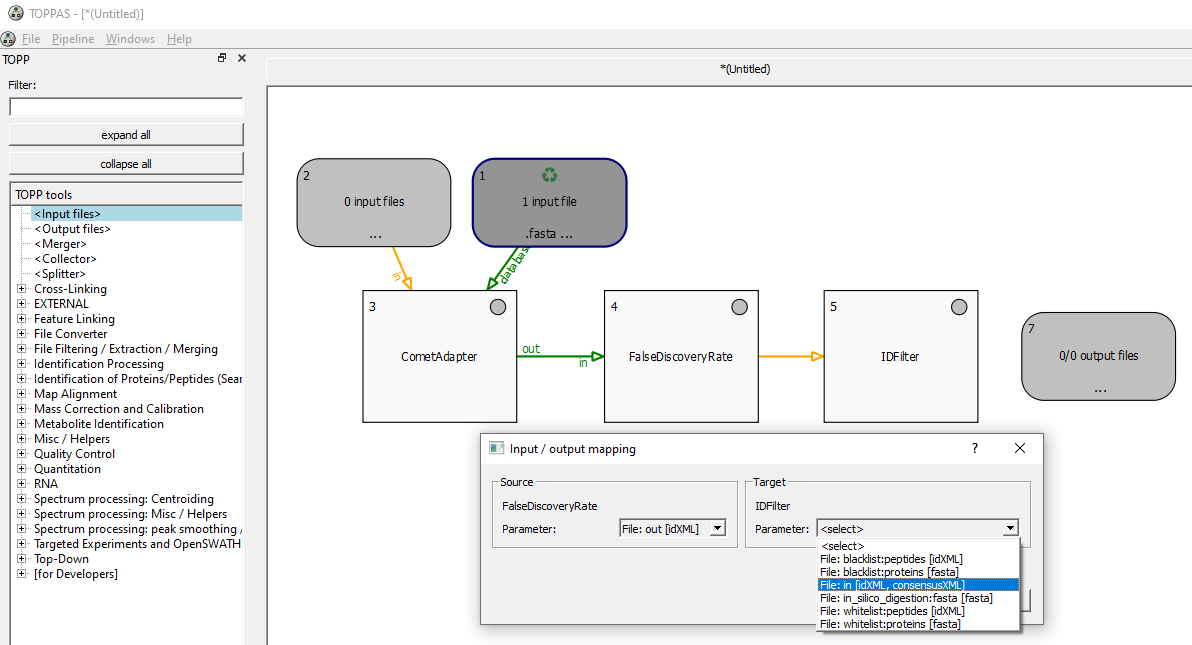 TOPPAS - [*(Untitled)]
File Pipeline Windows Help
TOPP
Filter:
expand all
collapse all
TOPP tools
<Input files>
<Output files>
<Merger>
<Collector>
<Splitter>
Cross-Linking
EXTERNAL
Feature Linking
File Converter
File Filtering / Extraction / Merging
Identification Processing
Identification of Proteins/Peptides (Sear
Map Alignment
Mass Correction and Calibration
Metabolite Identification
Misc / Helpers
Quality Control
Quantitation
RNA
Spectrum processing: Centroiding
Spectrum processing: Misc / Helpers
Spectrum processing: peak smoothing /
Targeted Experiments and OpenSWATH
Top-Down
[for Developers]
*(Untitled)
2
0 input files
...
1
1 input file
.fasta ...
in
databas
3
CometAdapter
out
in
4
FalseDiscoveryRate
5
IDFilter
7
0/0 output files
...
Input / output mapping
?
Source
FalseDiscoveryRate
Parameter: File: out [idXML]
Target
IDFilter
Parameter: <select>
<select>
File: blacklist:peptides [idXML]
File: blacklist:proteins [fasta]
File: in [idXML, consensusXML]
File: in_silico_digestion:fasta [fasta]
File: whitelist:peptides [idXML]
File: whitelist:proteins [fasta]